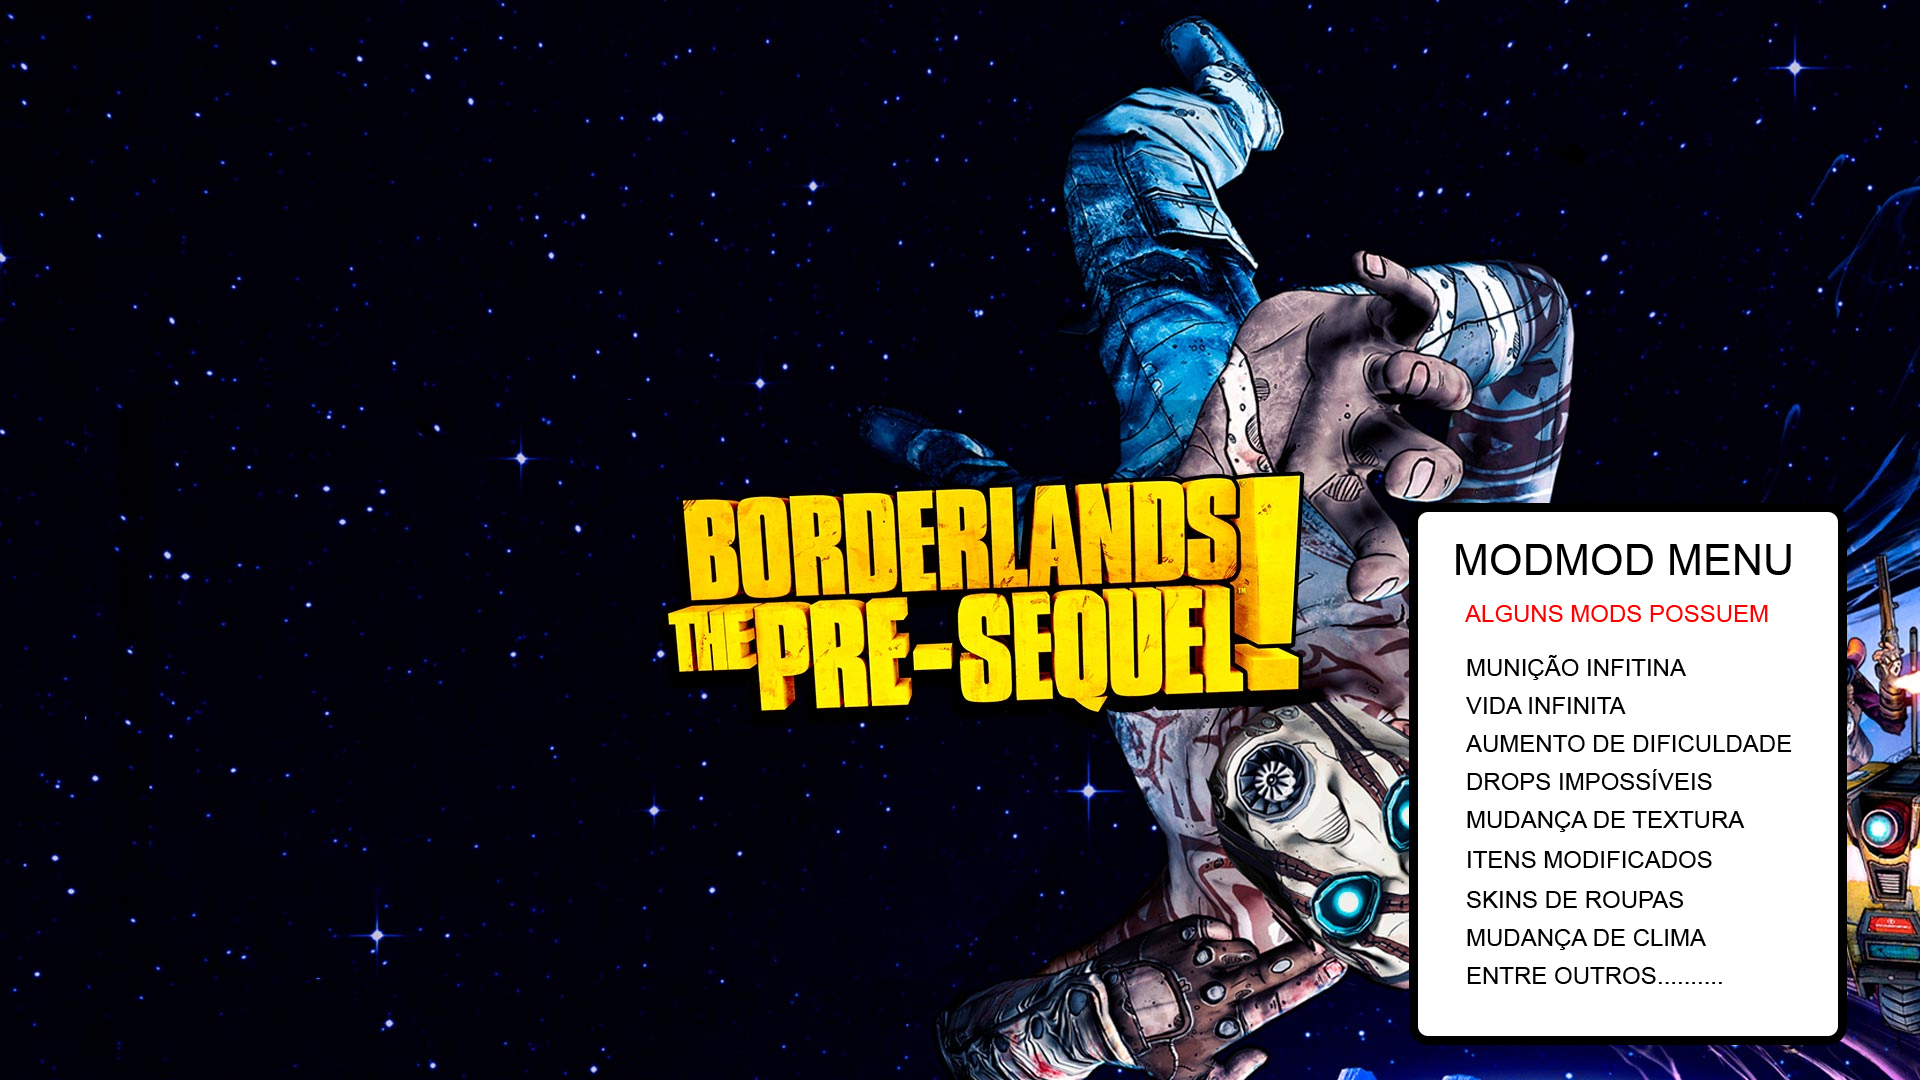 BORDERLANDS
THE PRE-SEQUEL!
™
MODMOD MENU
ALGUNS MODS POSSUEM
MUNIÇÃO INFITINA
VIDA INFINITA
AUMENTO DE DIFICULDADE
DROPS IMPOSSÍVEIS
MUDANÇA DE TEXTURA
ITENS MODIFICADOS
SKINS DE ROUPAS
MUDANÇA DE CLIMA
ENTRE OUTROS..........